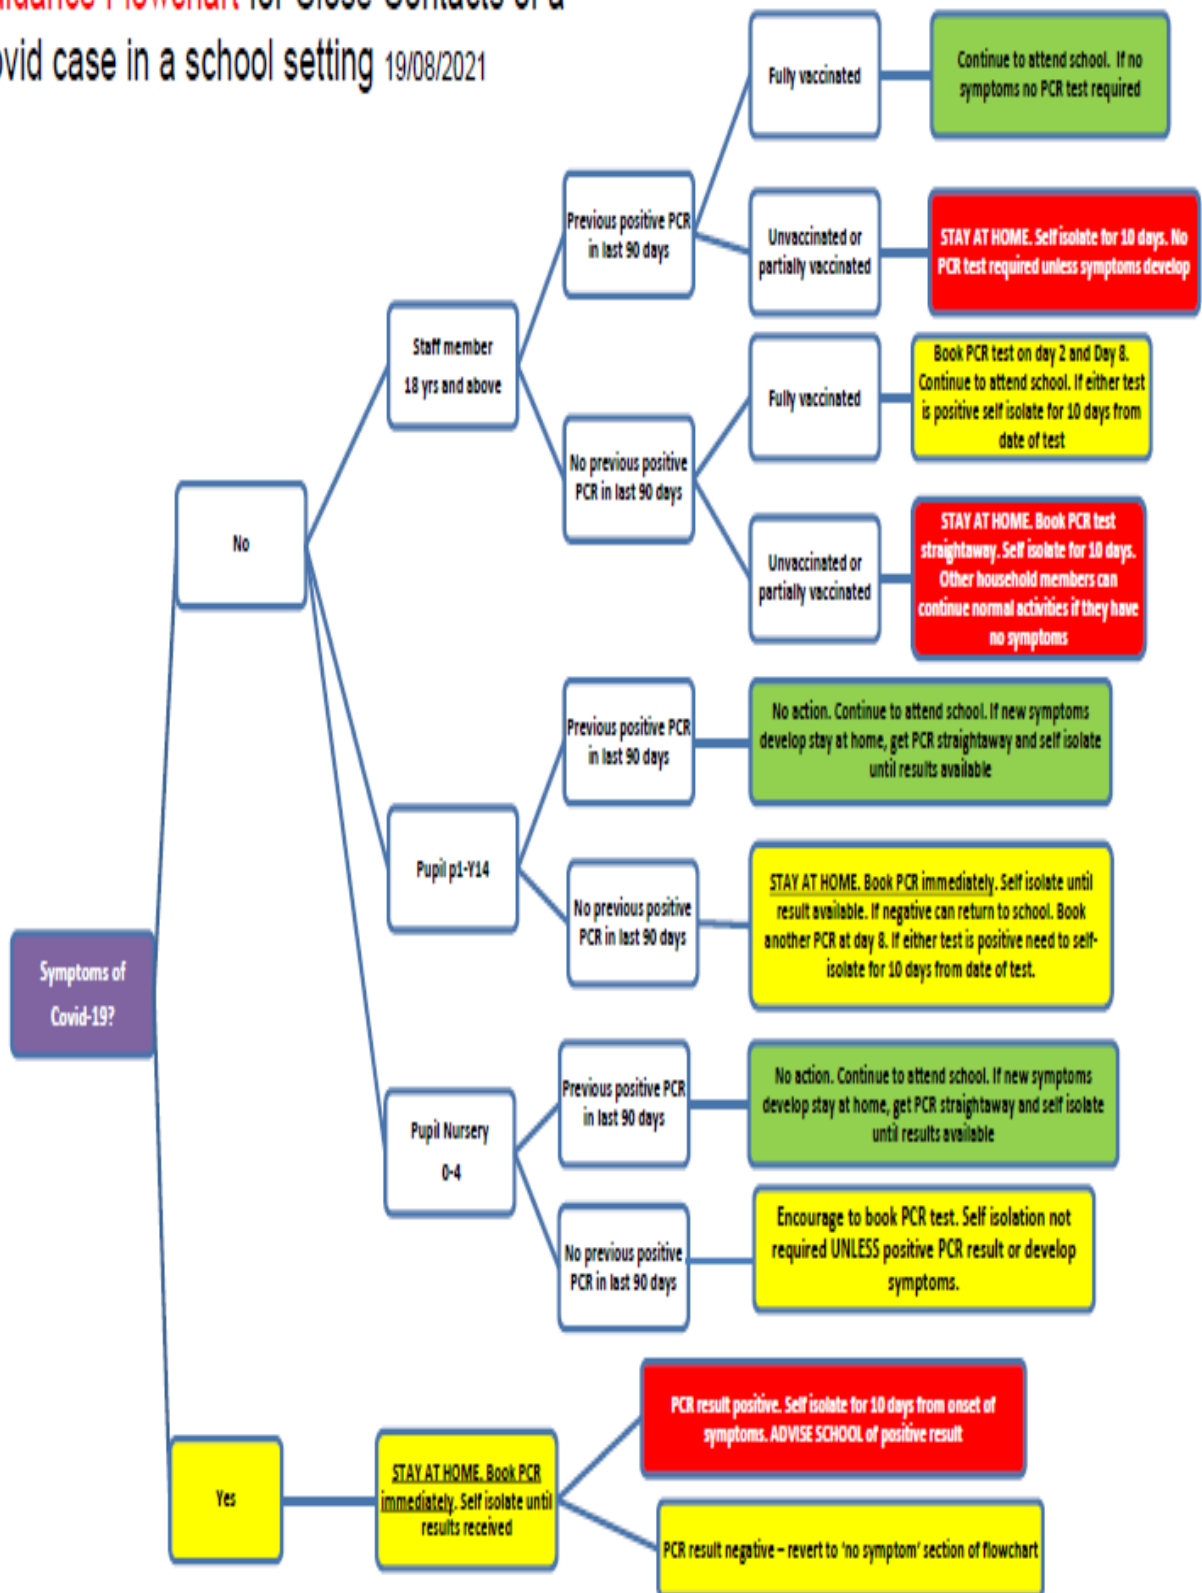 Flowchart for Close Contacts of a
Covid case in a school setting 19/08/2021
Fully vaccinated
Continue to attend school. If no
symptoms no PCR test required
Previous positive PCR
in last 90 days
Unvaccinated or
partially vaccinated
STAY AT HOME. Self isolate for 10 days. No
PCR test required unless symptoms develop
Staff member
18 yrs and above
Fully vaccinated
Book PCR test on day 2 and Day 8.
Continue to attend school. If either test
is positive self isolate for 10 days from
date of test
No previous positive
PCR in last 90 days
Unvaccinated or
partially vaccinated
STAY AT HOME. Book PCR test
straightaway. Self isolate for 10 days.
Other household members can
continue normal activities if they have
no symptoms
No
Previous positive PCR
in last 90 days
No action. Continue to attend school. If new symptoms
develop stay at home, get PCR straightaway and self isolate
until results available
Pupil p1-Y14
No previous positive
PCR in last 90 days
STAY AT HOME. Book PCR immediately. Self isolate until
result available. If negative can return to school. Book
another PCR at day 8. If either test is positive need to self-
isolate for 10 days from date of test.
Symptoms of
Covid-19?
Previous positive PCR
in last 90 days
No action. Continue to attend school. If new symptoms
develop stay at home, get PCR straightaway and self isolate
until results available
Pupil Nursery
0-4
No previous positive
PCR in last 90 days
Encourage to book PCR test. Self isolation not
required UNLESS positive PCR result or develop
symptoms.
Yes
STAY AT HOME. Book PCR
immediately. Self isolate until
results received
PCR result positive. Self isolate for 10 days from onset of
symptoms. ADVISE SCHOOL of positive result
PCR result negative – revert to 'no symptom' section of flowchart